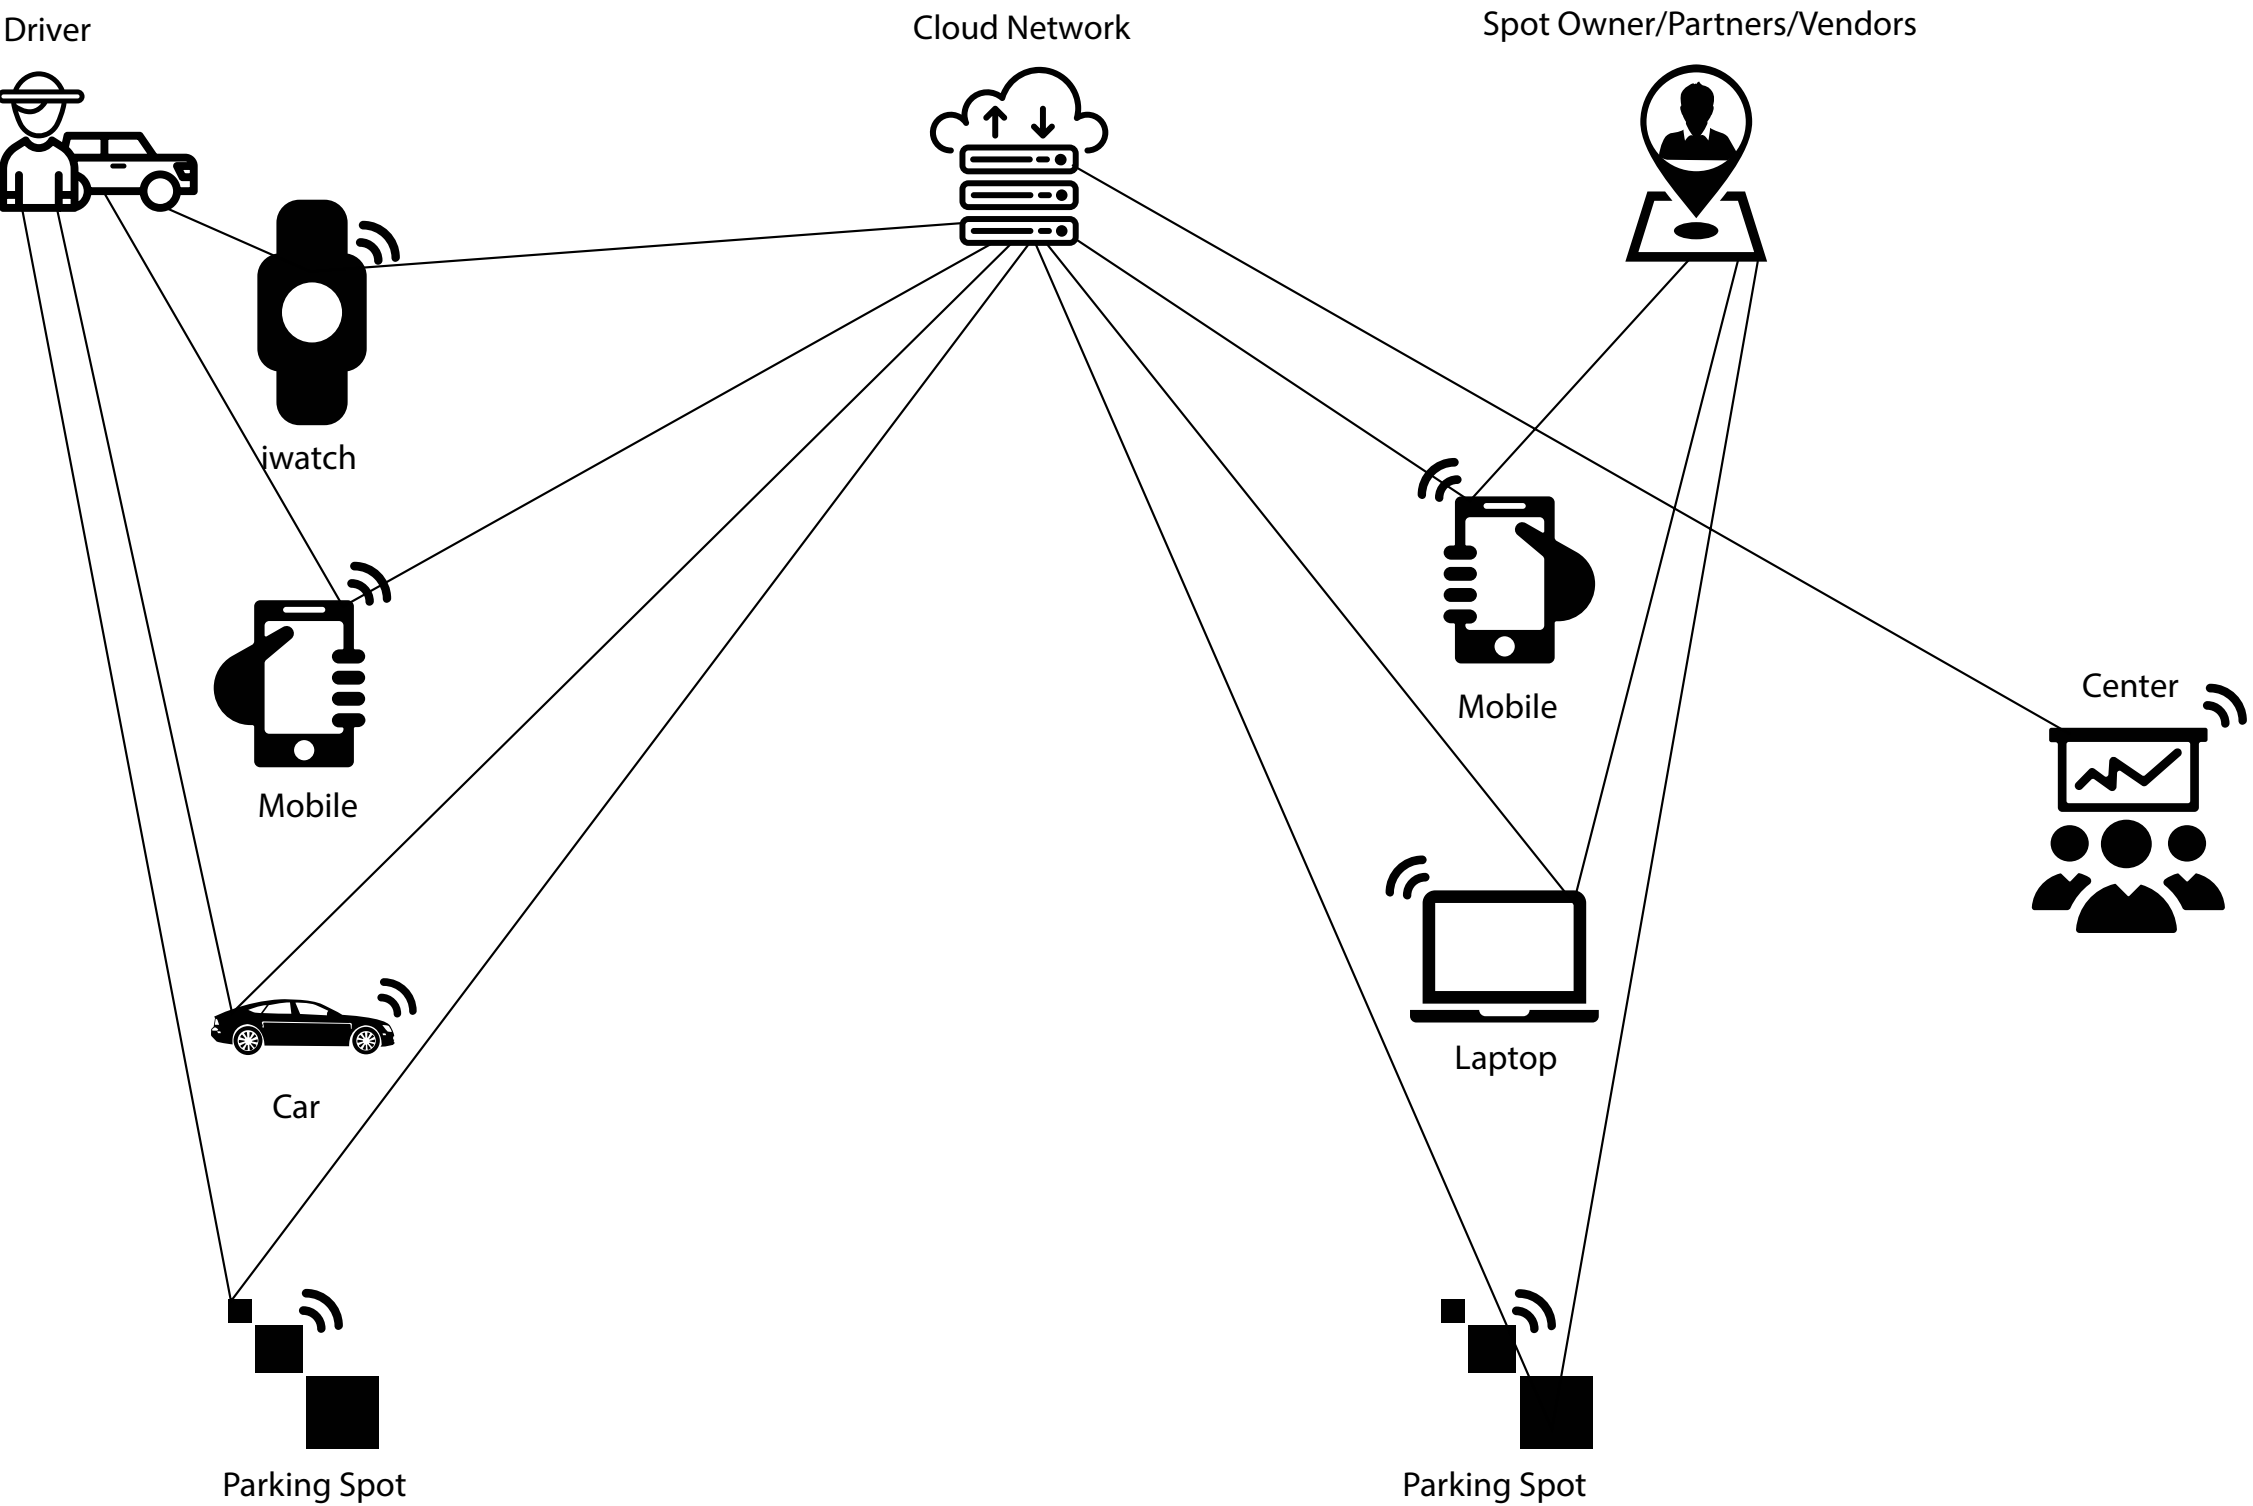 Driver
Cloud Network
Spot Owner/Partners/Vendors
iwatch
Mobile
Mobile
Center
Car
Laptop
Parking Spot
Parking Spot